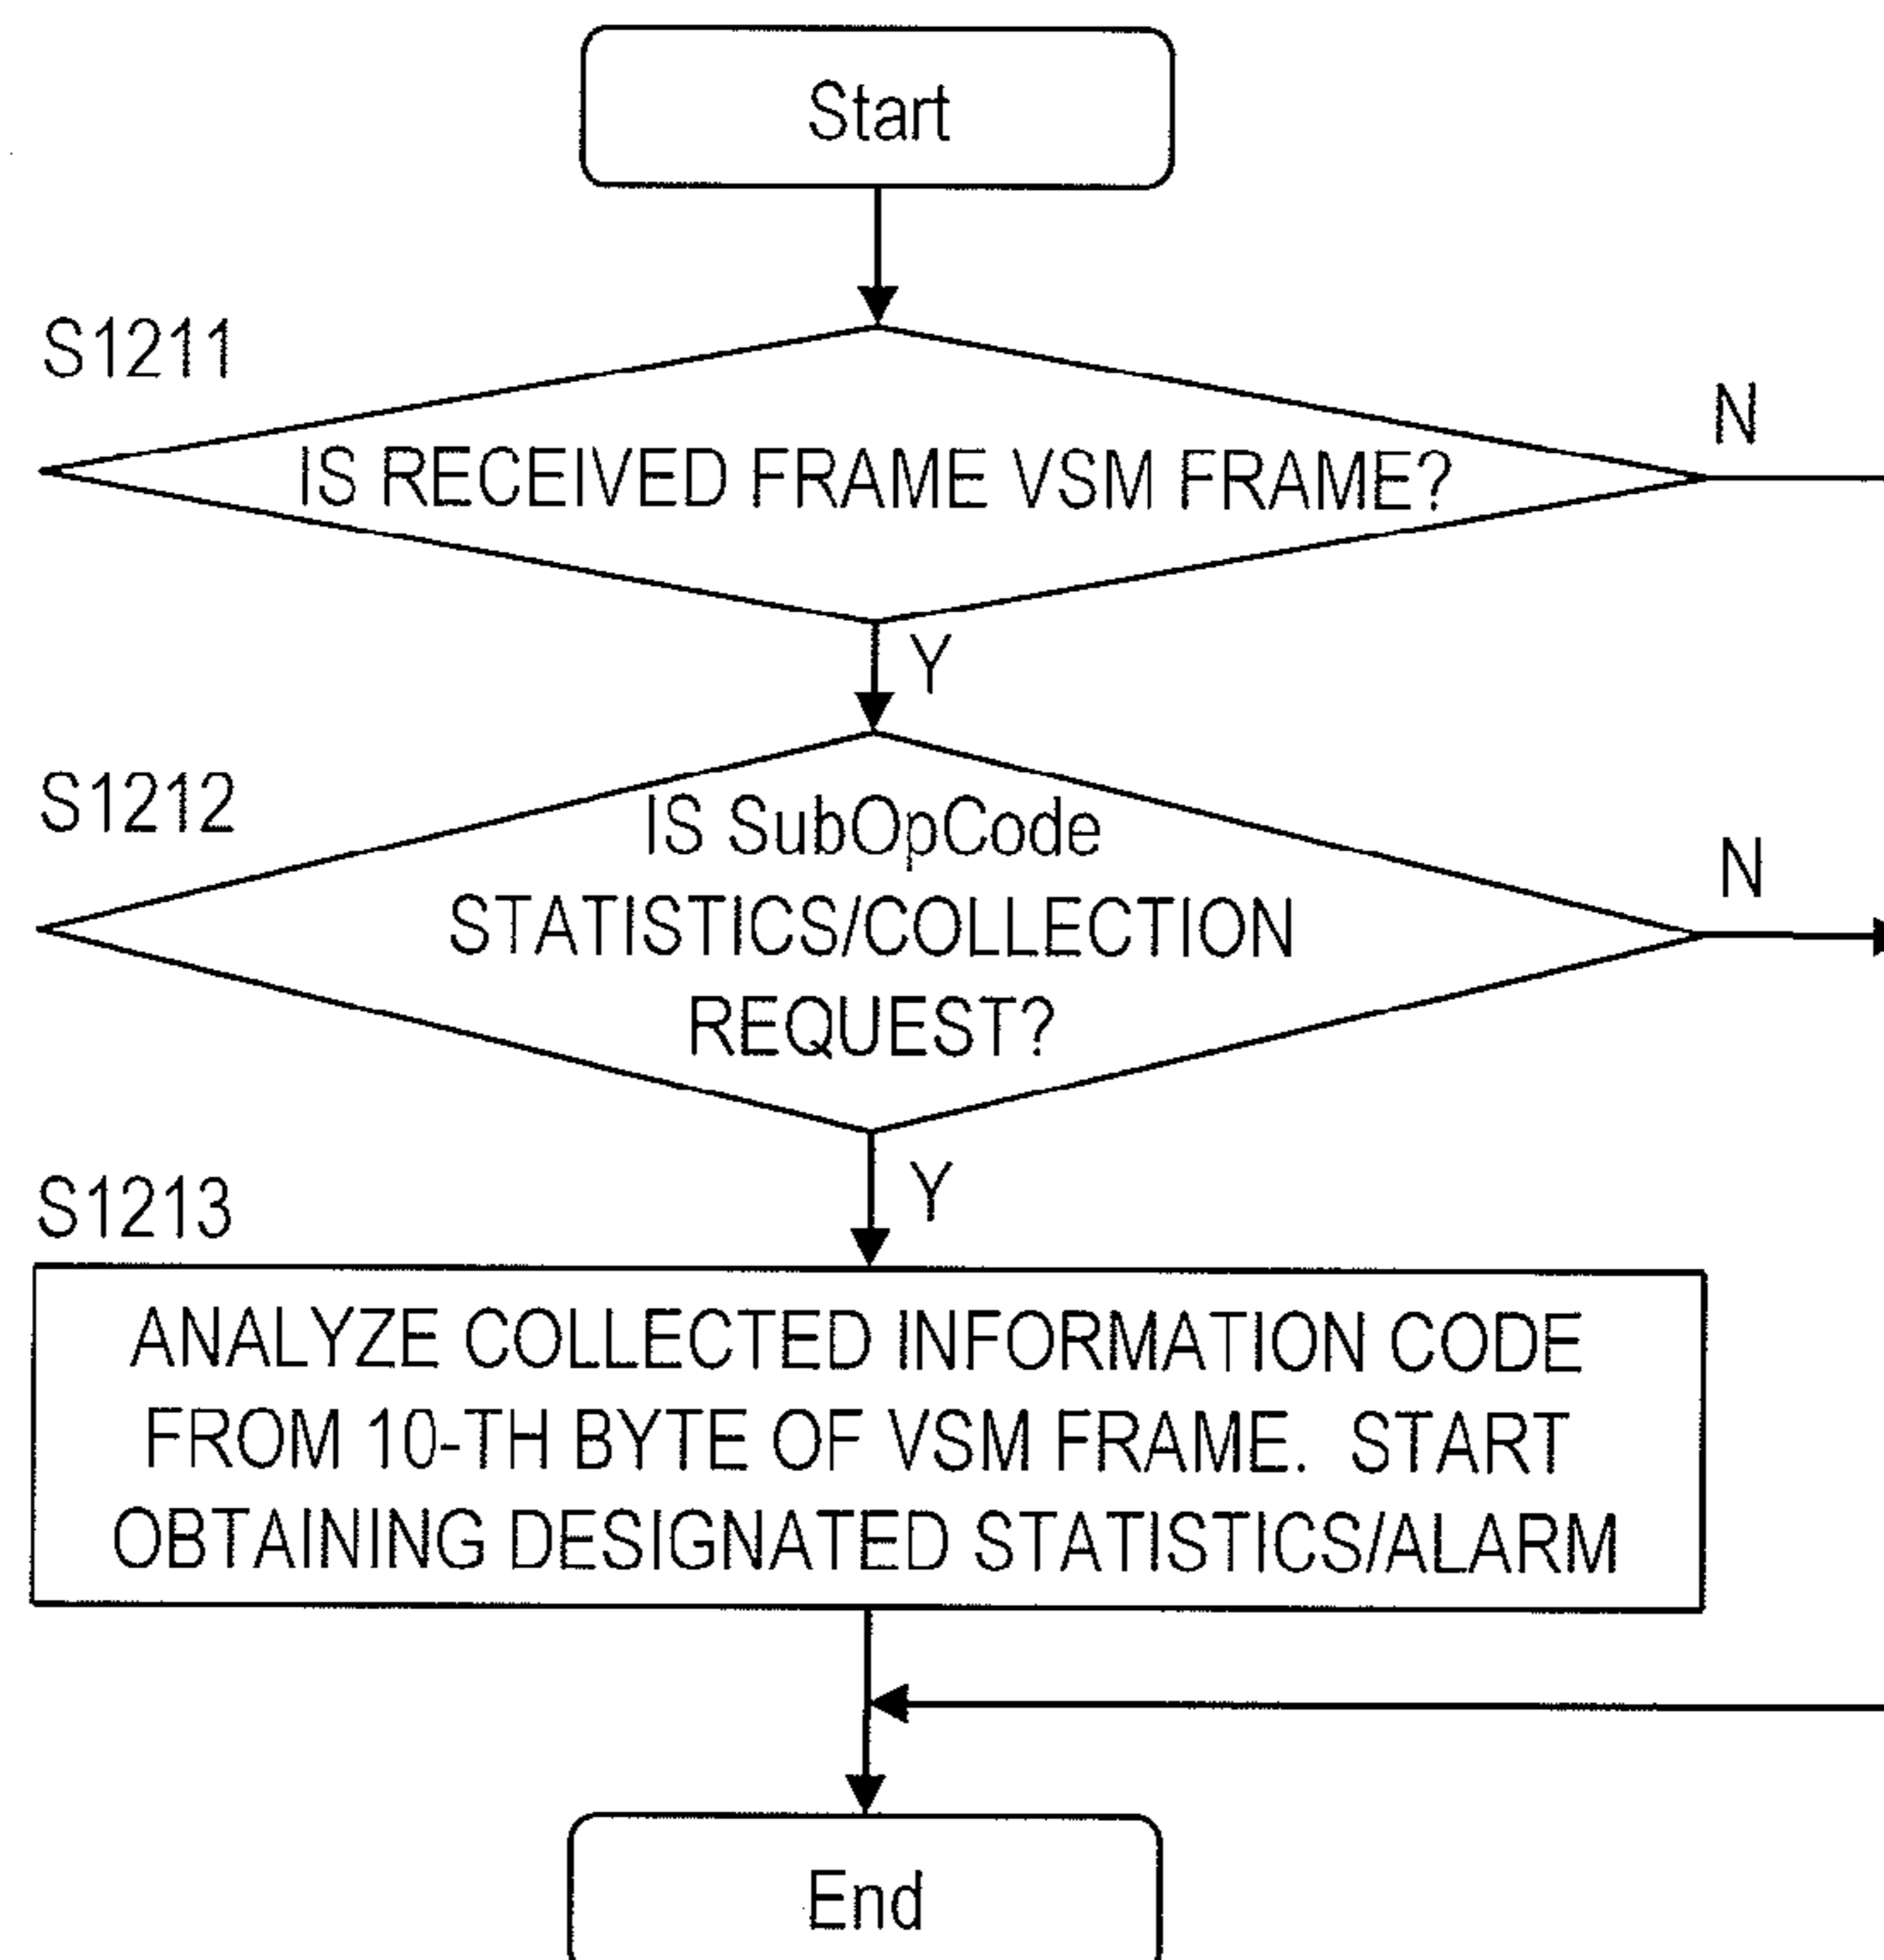 Start
S1211
N
IS RECEIVED FRAME VSM FRAME?
Y
S1212
IS SubOpCode
N
STATISTICS/COLLECTION
REQUEST?
Y
S1213
ANALYZE COLLECTED INFORMATION CODE
FROM 10-TH BYTE OF VSM FRAME. START
OBTAINING DESIGNATED STATISTICS/ALARM
End